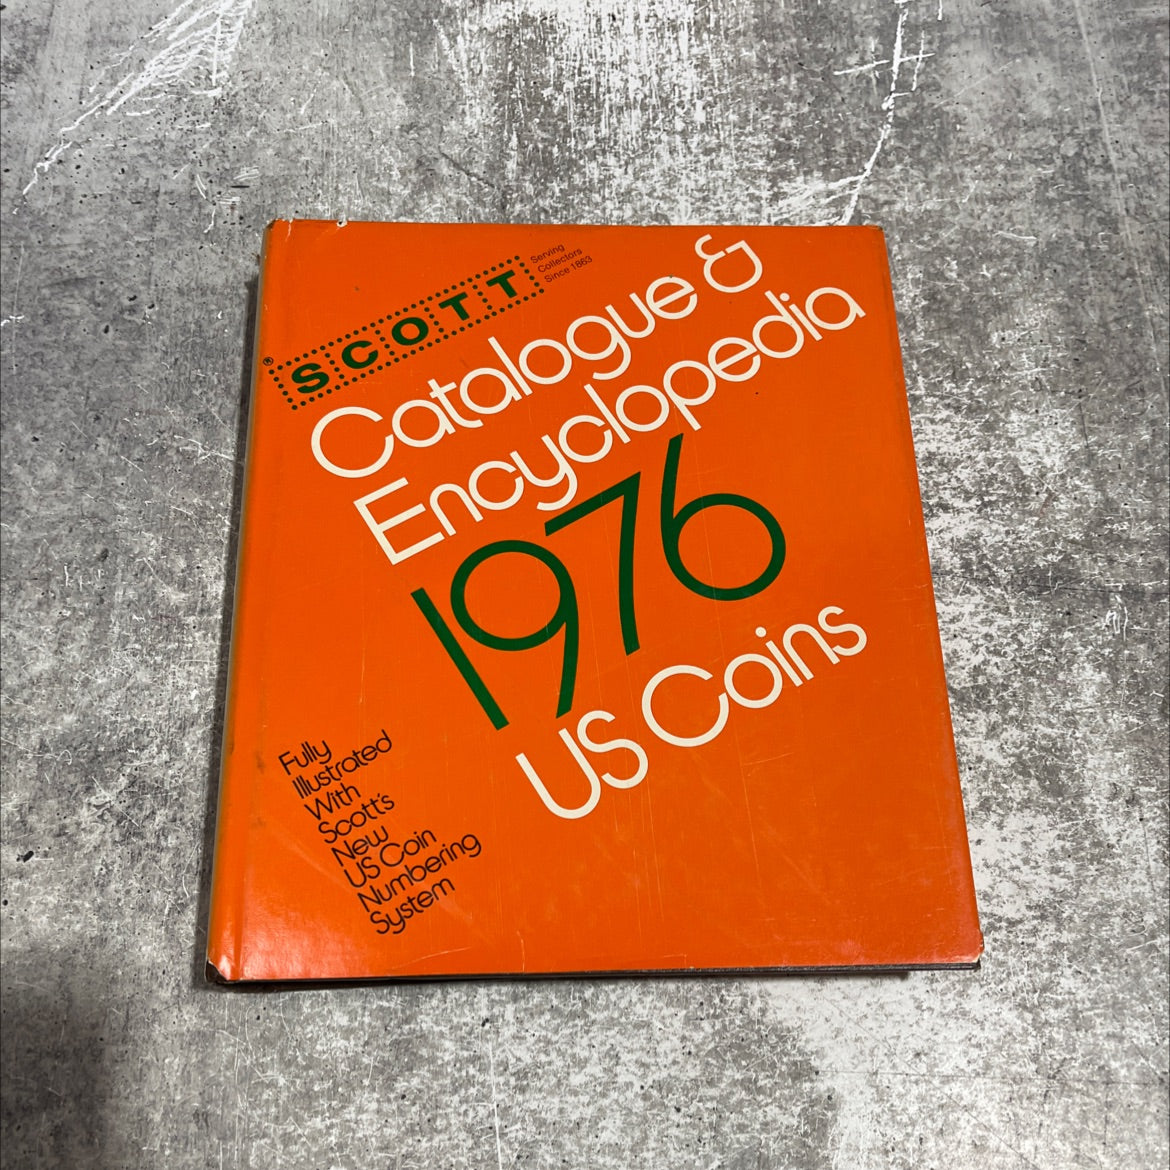 ® SCOTT
Serving
Collectors
Since 1863
Catalogue &
Encyclopedia
1976
US Coins
Fully
Illustrated
With
Scott's
New
US Coin
Numbering
System